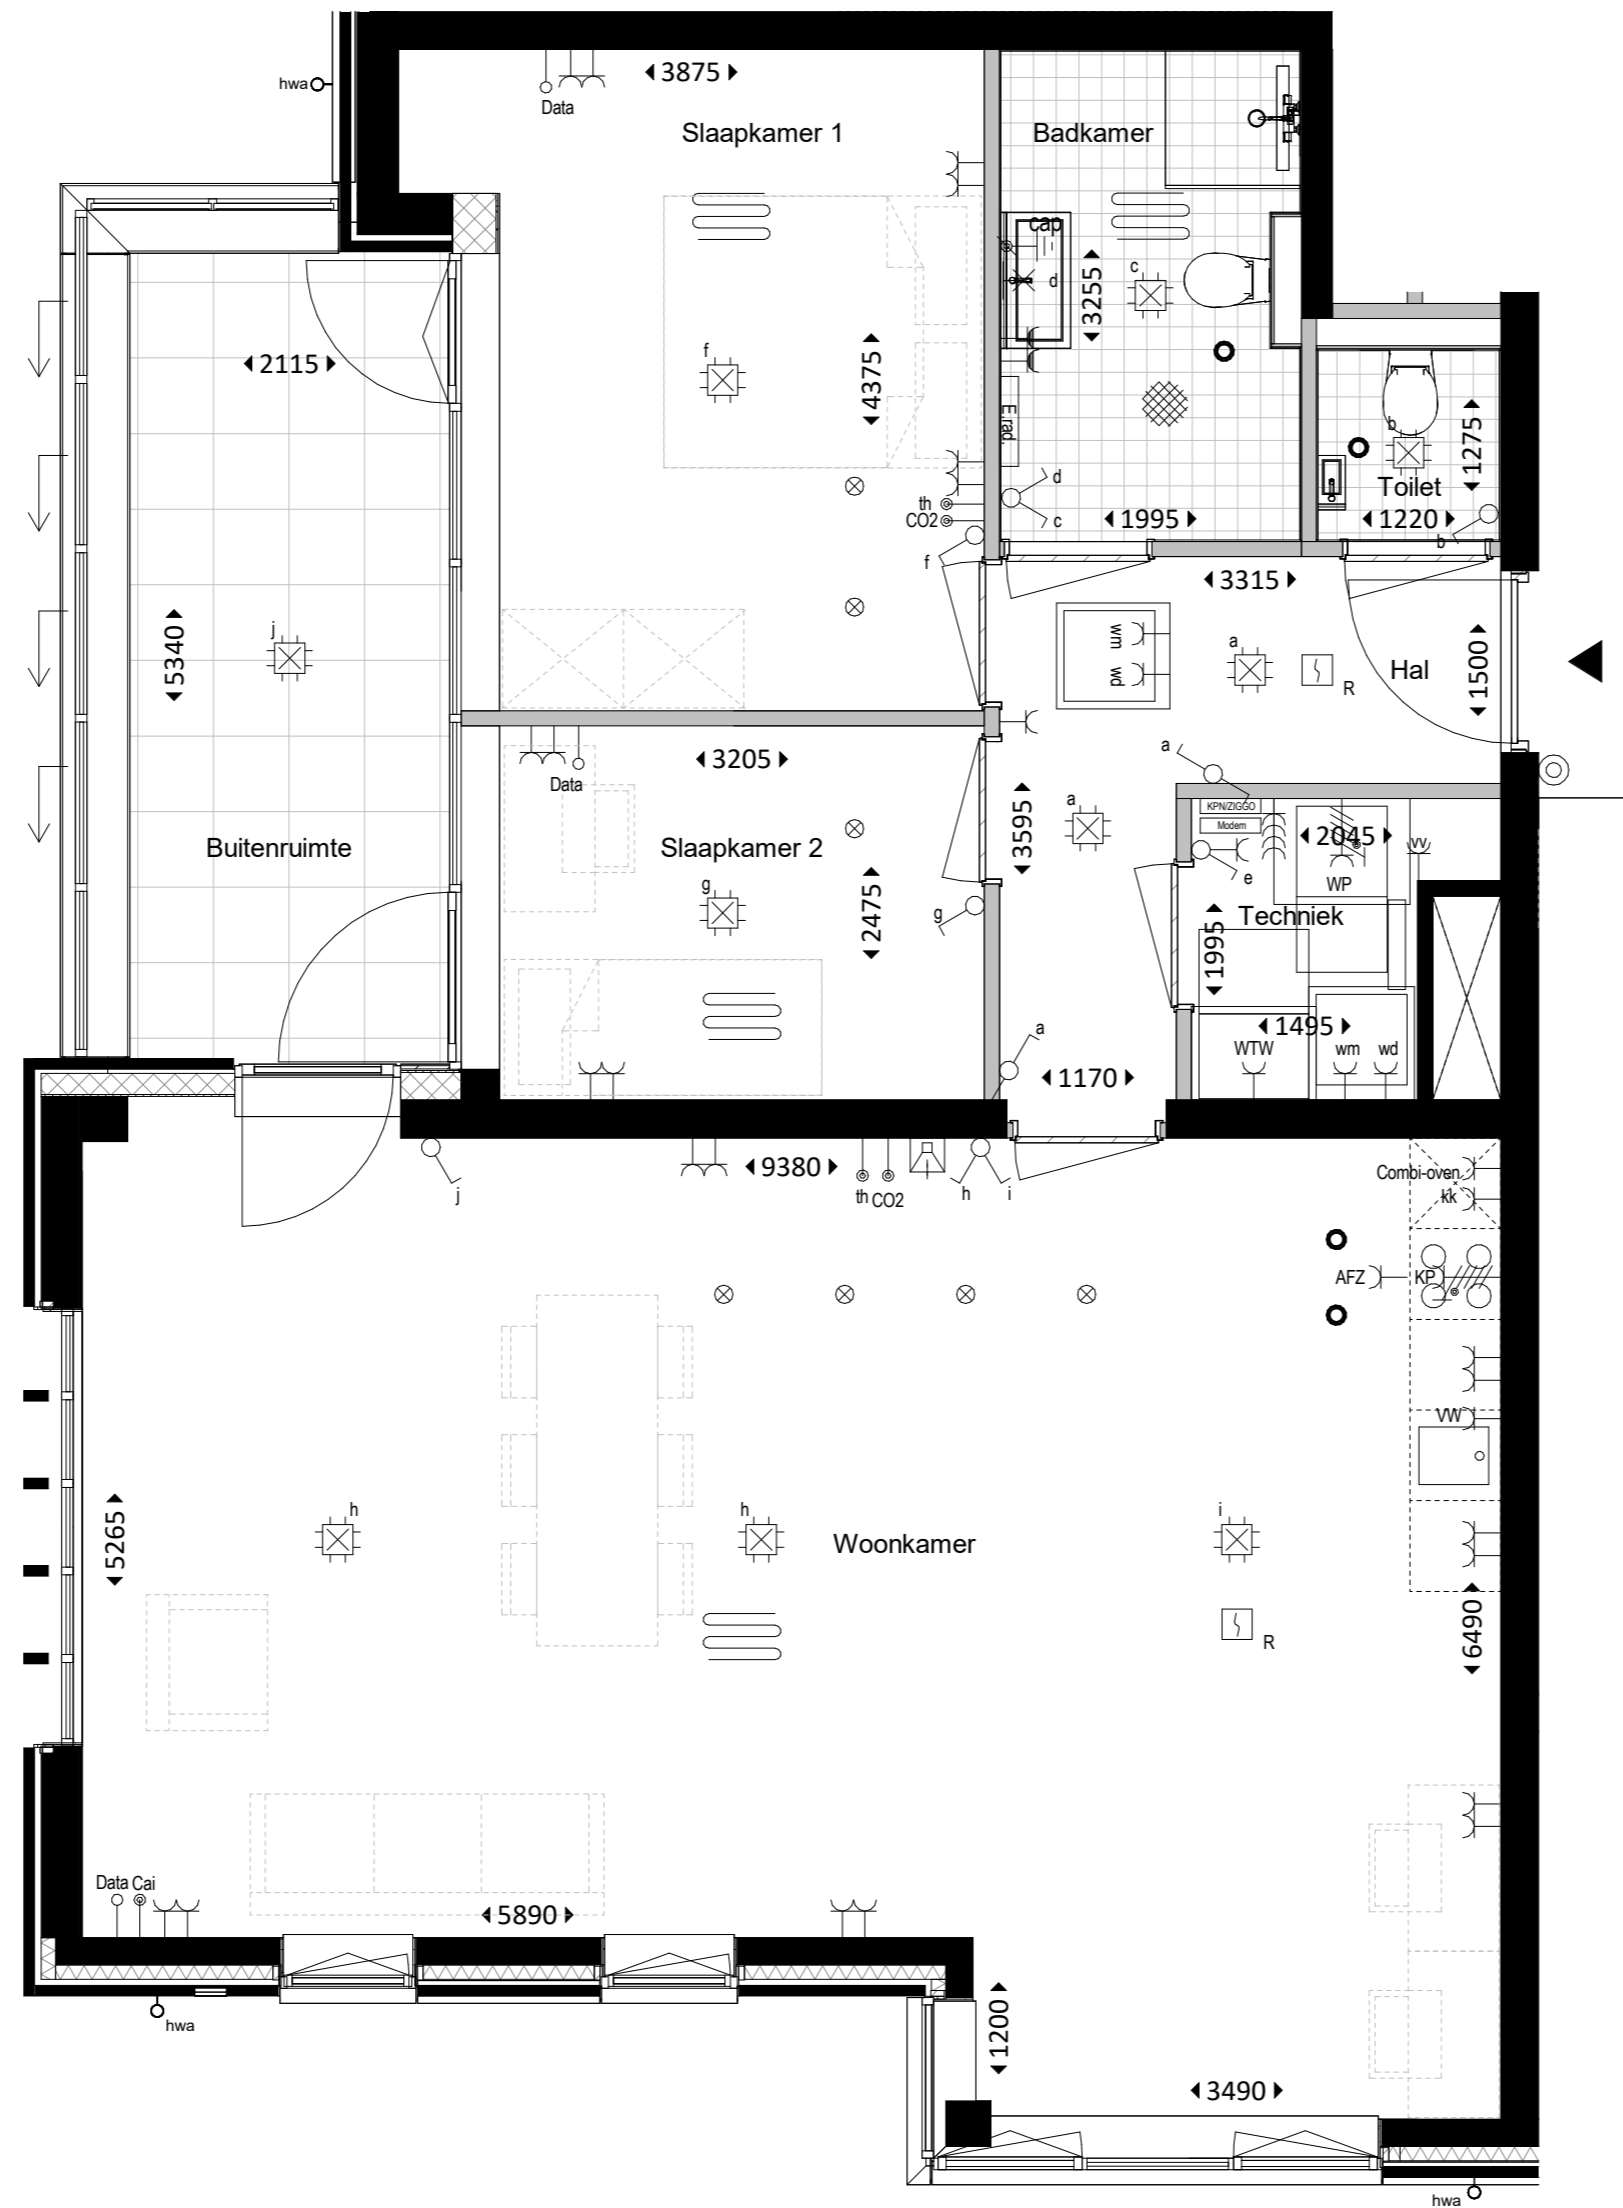 hwa
3875
Data
Slaapkamer 1
Badkamer
cap
d
3255
c
f
4375
2115
E.rad.
d
c
1995
th
CO2
f
b
1275
Toilet
1220
b
3315
wm
wd
a
R
Hal
1500
5340
j
3205
Data
a
a
3595
KPN/ZIGGO
Modem
2045
vv
e
WP
Buitenruimte
Slaapkamer 2
g
2475
g
Techniek
1995
1495
WTW
wm
wd
a
1170
j
9380
th
CO2
h
i
Combi-oven
kk
AFZ
KP
VW
5265
h
h
Woonkamer
i
R
6490
Data
Cai
5890
hwa
1200
3490
hwa